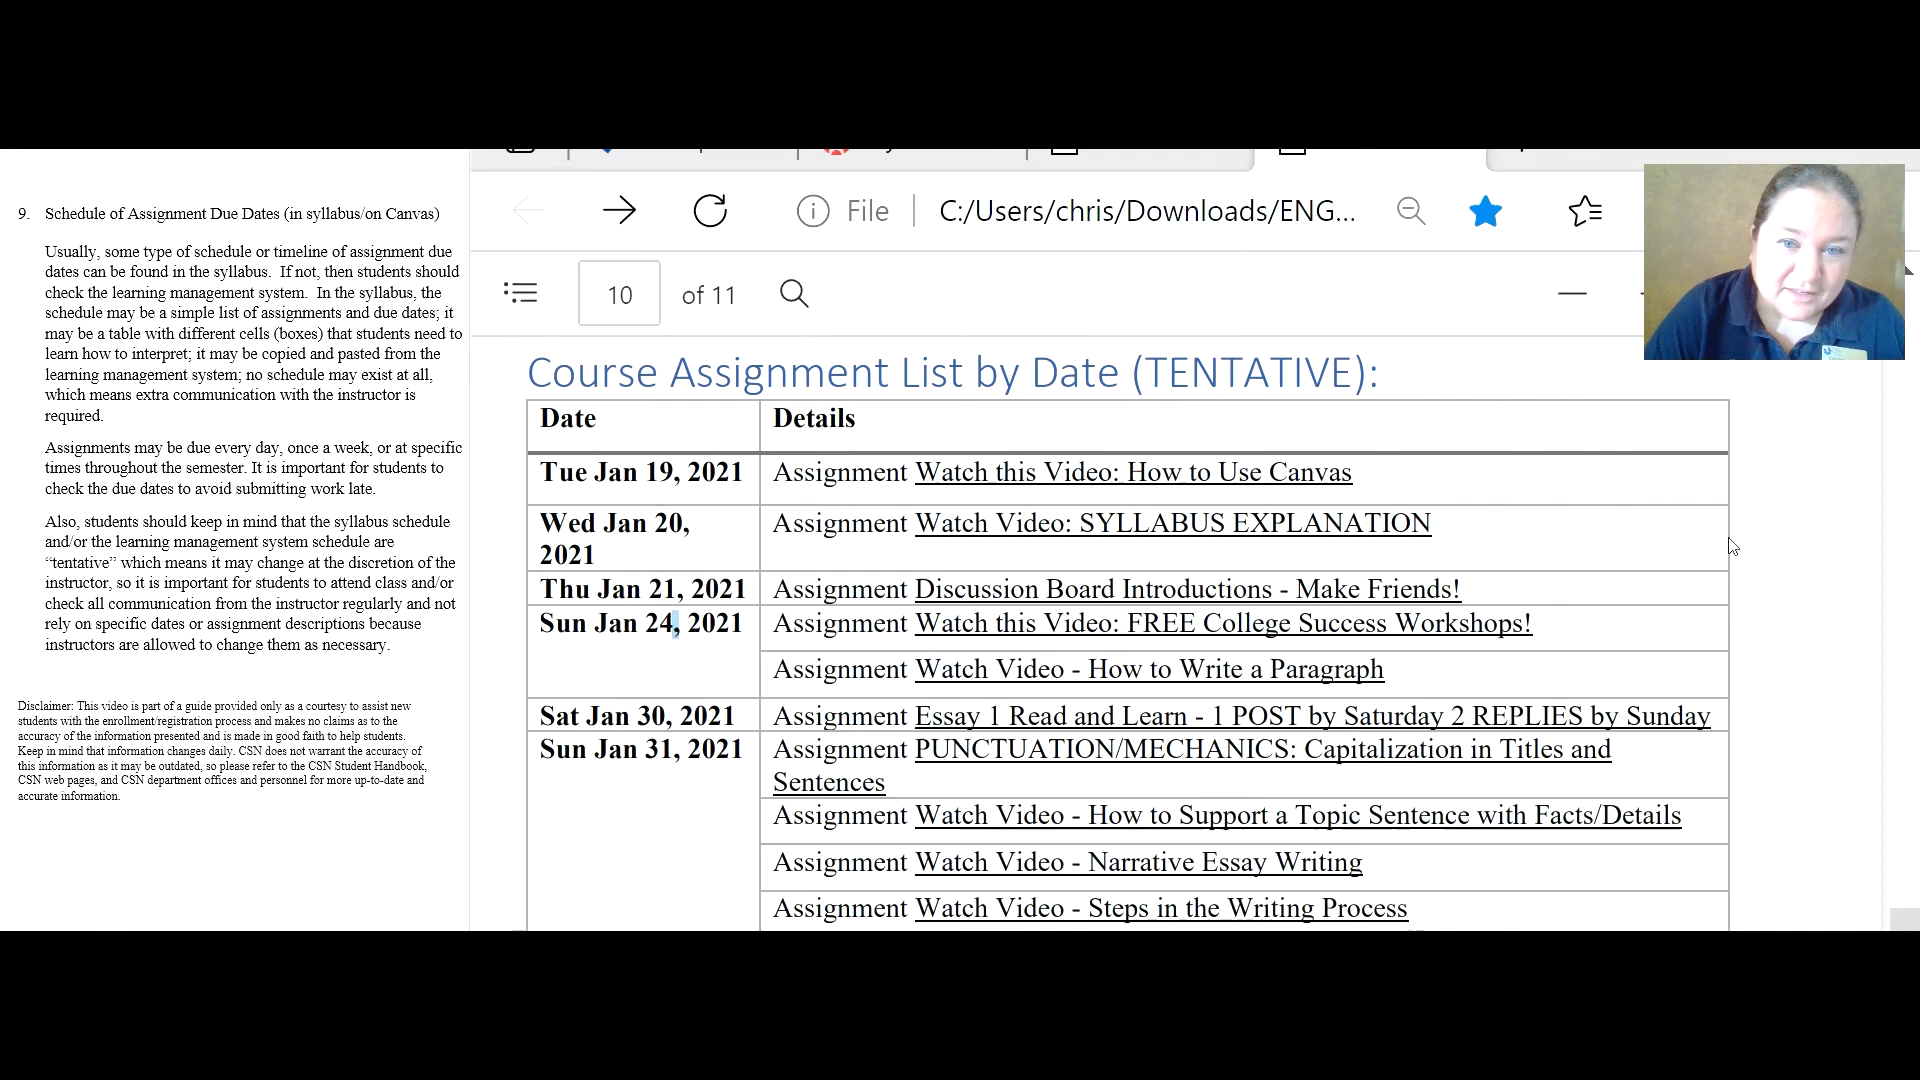 9. Schedule of Assignment Due Dates (in syllabus/on Canvas)
Usually, some type of schedule or timeline of assignment due
dates can be found in the syllabus.  If not, then students should
check the learning management system.  In the syllabus, the
schedule may be a simple list of assignments and due dates; it
may be a table with different cells (boxes) that students need to
learn how to interpret; it may be copied and pasted from the
learning management system; no schedule may exist at all,
which means extra communication with the instructor is
required.
Assignments may be due every day, once a week, or at specific
times throughout the semester. It is important for students to
check the due dates to avoid submitting work late.
Also, students should keep in mind that the syllabus schedule
and/or the learning management system schedule are
“tentative” which means it may change at the discretion of the
instructor, so it is important for students to attend class and/or
check all communication from the instructor regularly and not
rely on specific dates or assignment descriptions because
instructors are allowed to change them as necessary.
Disclaimer: This video is part of a guide provided only as a courtesy to assist new
students with the enrollment/registration process and makes no claims as to the
accuracy of the information presented and is made in good faith to help students.
Keep in mind that information changes daily. CSN does not warrant the accuracy of
this information as it may be outdated, so please refer to the CSN Student Handbook,
CSN web pages, and CSN department offices and personnel for more up-to-date and
accurate information.
File C:/Users/chris/Downloads/ENG...
10 of 11
Course Assignment List by Date (TENTATIVE):
Date Details
Tue Jan 19, 2021 Assignment Watch this Video: How to Use Canvas
Wed Jan 20, Assignment Watch Video: SYLLABUS EXPLANATION
2021
Thu Jan 21, 2021 Assignment Discussion Board Introductions - Make Friends!
Sun Jan 24, 2021 Assignment Watch this Video: FREE College Success Workshops!
Assignment Watch Video - How to Write a Paragraph
Sat Jan 30, 2021 Assignment Essay 1 Read and Learn - 1 POST by Saturday 2 REPLIES by Sunday
Sun Jan 31, 2021 Assignment PUNCTUATION/MECHANICS: Capitalization in Titles and
Sentences
Assignment Watch Video - How to Support a Topic Sentence with Facts/Details
Assignment Watch Video - Narrative Essay Writing
Assignment Watch Video - Steps in the Writing Process